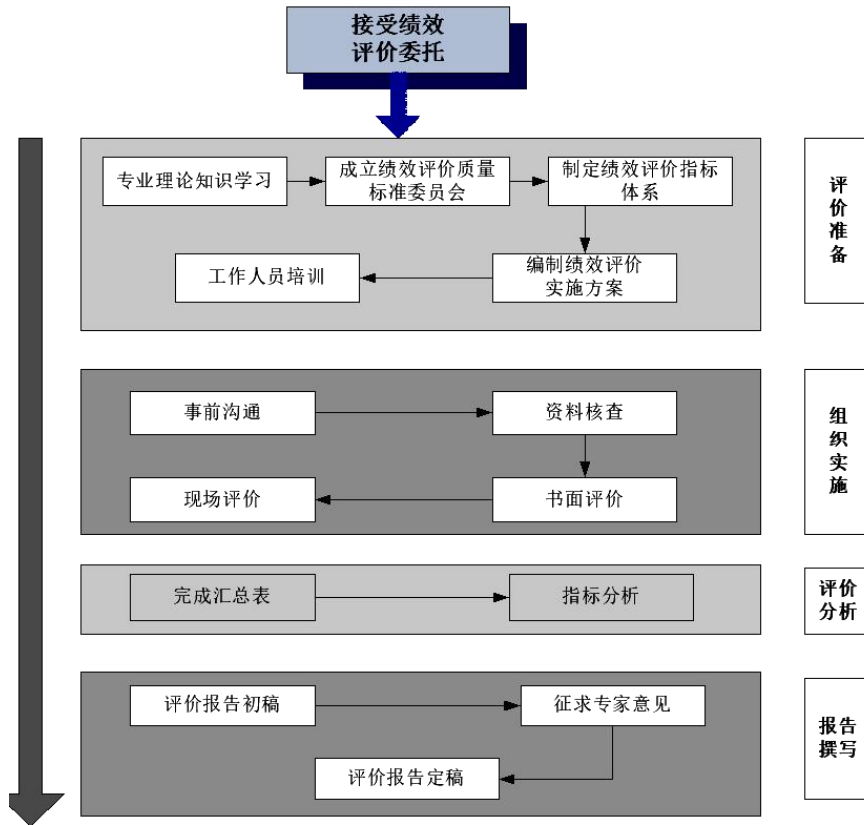 接受绩效
评价委托
专业理论知识学习
成立绩效评价质量
标准委员会
制定绩效评价指标
体系
工作人员培训
编制绩效评价
实施方案
评
价
准
备
事前沟通
资料核查
现场评价
书面评价
组
织
实
施
完成汇总表
指标分析
评价
分析
评价报告初稿
征求专家意见
评价报告定稿
报告
撰写